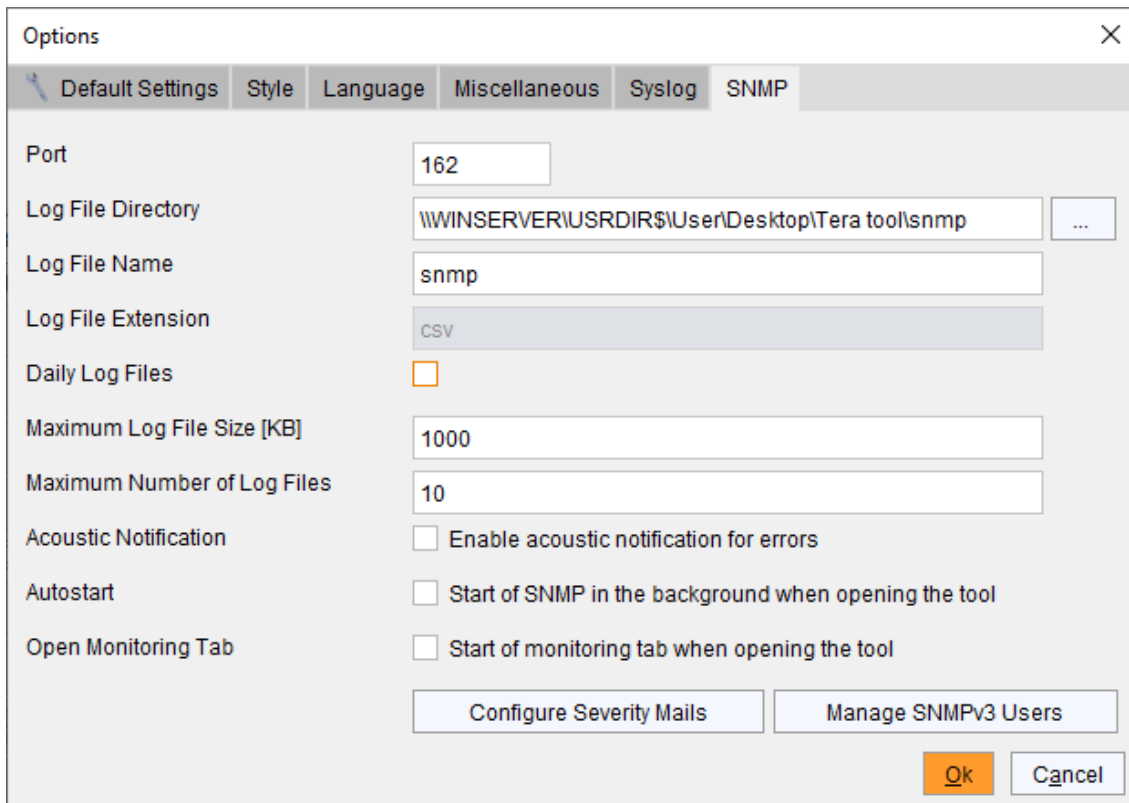 Options
Default Settings Style Language Miscellaneous Syslog SNMP
Port 162
Log File Directory \\WINSERVER\USRDIR$\User\Desktop\Tera tool\snmp ...
Log File Name snmp
Log File Extension csv
Daily Log Files
Maximum Log File Size [KB] 1000
Maximum Number of Log Files 10
Acoustic Notification Enable acoustic notification for errors
Autostart Start of SNMP in the background when opening the tool
Open Monitoring Tab Start of monitoring tab when opening the tool
Configure Severity Mails Manage SNMPv3 Users
Ok Cancel